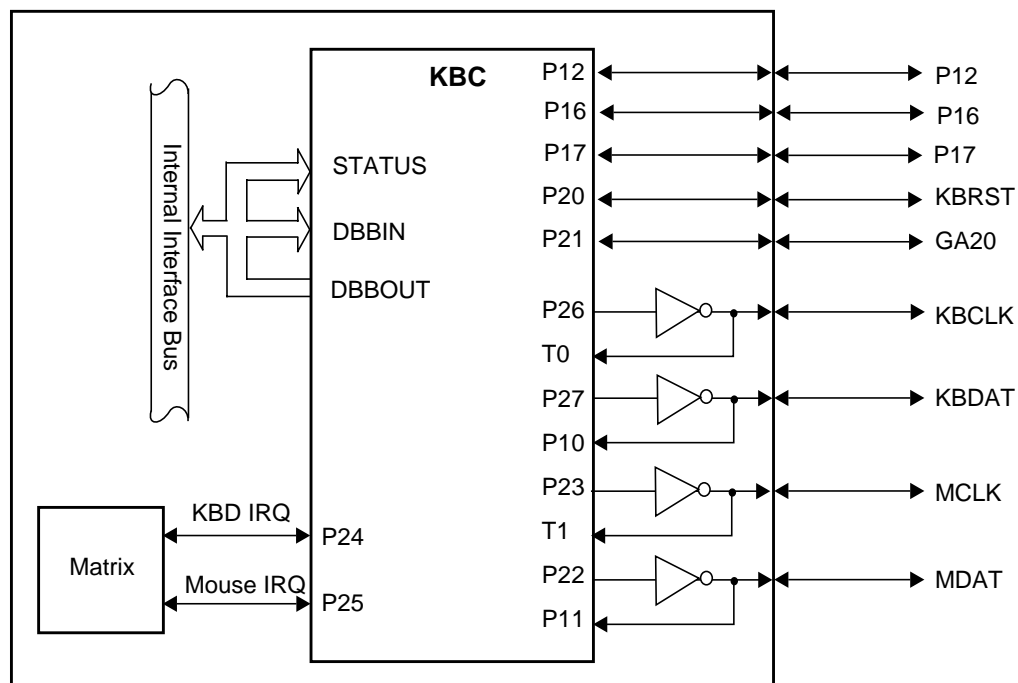 KBC
Internal Interface Bus
STATUS
DBBIN
DBBOUT
P12
P16
P17
P20
P21
P26
T0
P27
P10
P23
T1
P22
P11
P12
P16
P17
KBRST
GA20
KBCLK
KBDAT
MCLK
MDAT
Matrix
KBD IRQ
Mouse IRQ
P24
P25